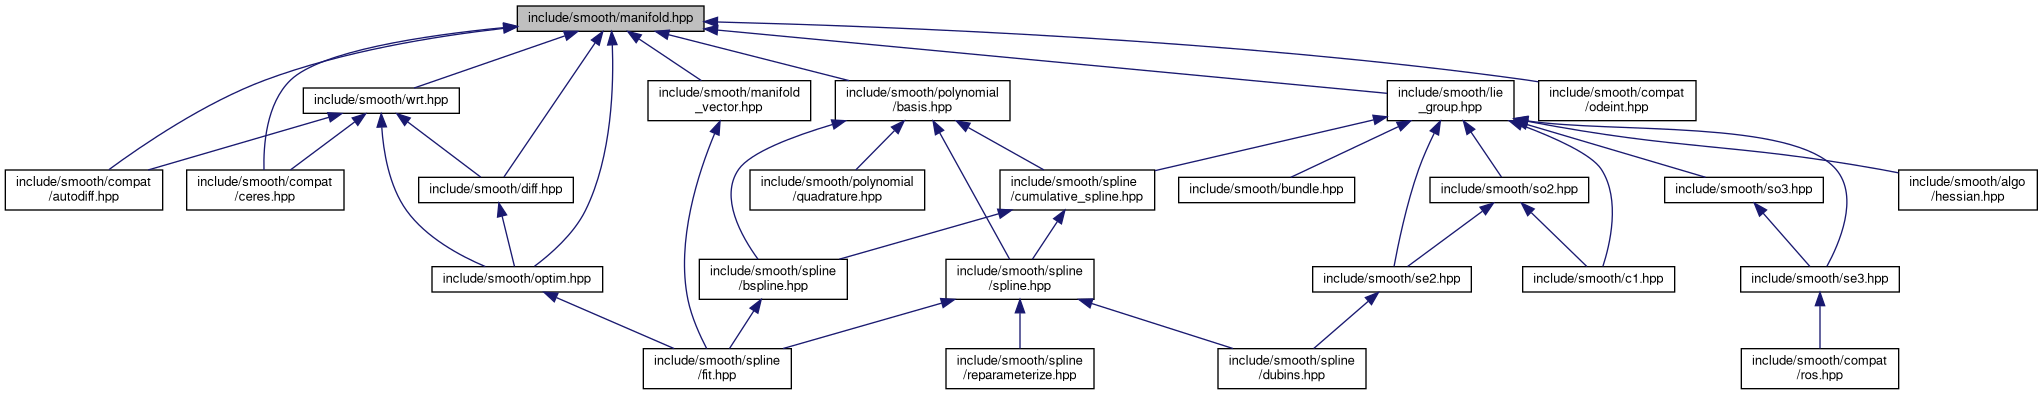 include/smooth/manifold.hpp
include/smooth/wrt.hpp
include/smooth/manifold
_vector.hpp
include/smooth/polynomial
/basis.hpp
include/smooth/lie
_group.hpp
include/smooth/compat
/odeint.hpp
include/smooth/compat
/autodiff.hpp
include/smooth/compat
/ceres.hpp
include/smooth/diff.hpp
include/smooth/polynomial
/quadrature.hpp
include/smooth/spline
/cumulative_spline.hpp
include/smooth/bundle.hpp
include/smooth/so2.hpp
include/smooth/so3.hpp
include/smooth/algo
/hessian.hpp
include/smooth/optim.hpp
include/smooth/spline
/bspline.hpp
include/smooth/spline
/spline.hpp
include/smooth/se2.hpp
include/smooth/c1.hpp
include/smooth/se3.hpp
include/smooth/spline
/fit.hpp
include/smooth/spline
/reparameterize.hpp
include/smooth/spline
/dubins.hpp
include/smooth/compat
/ros.hpp